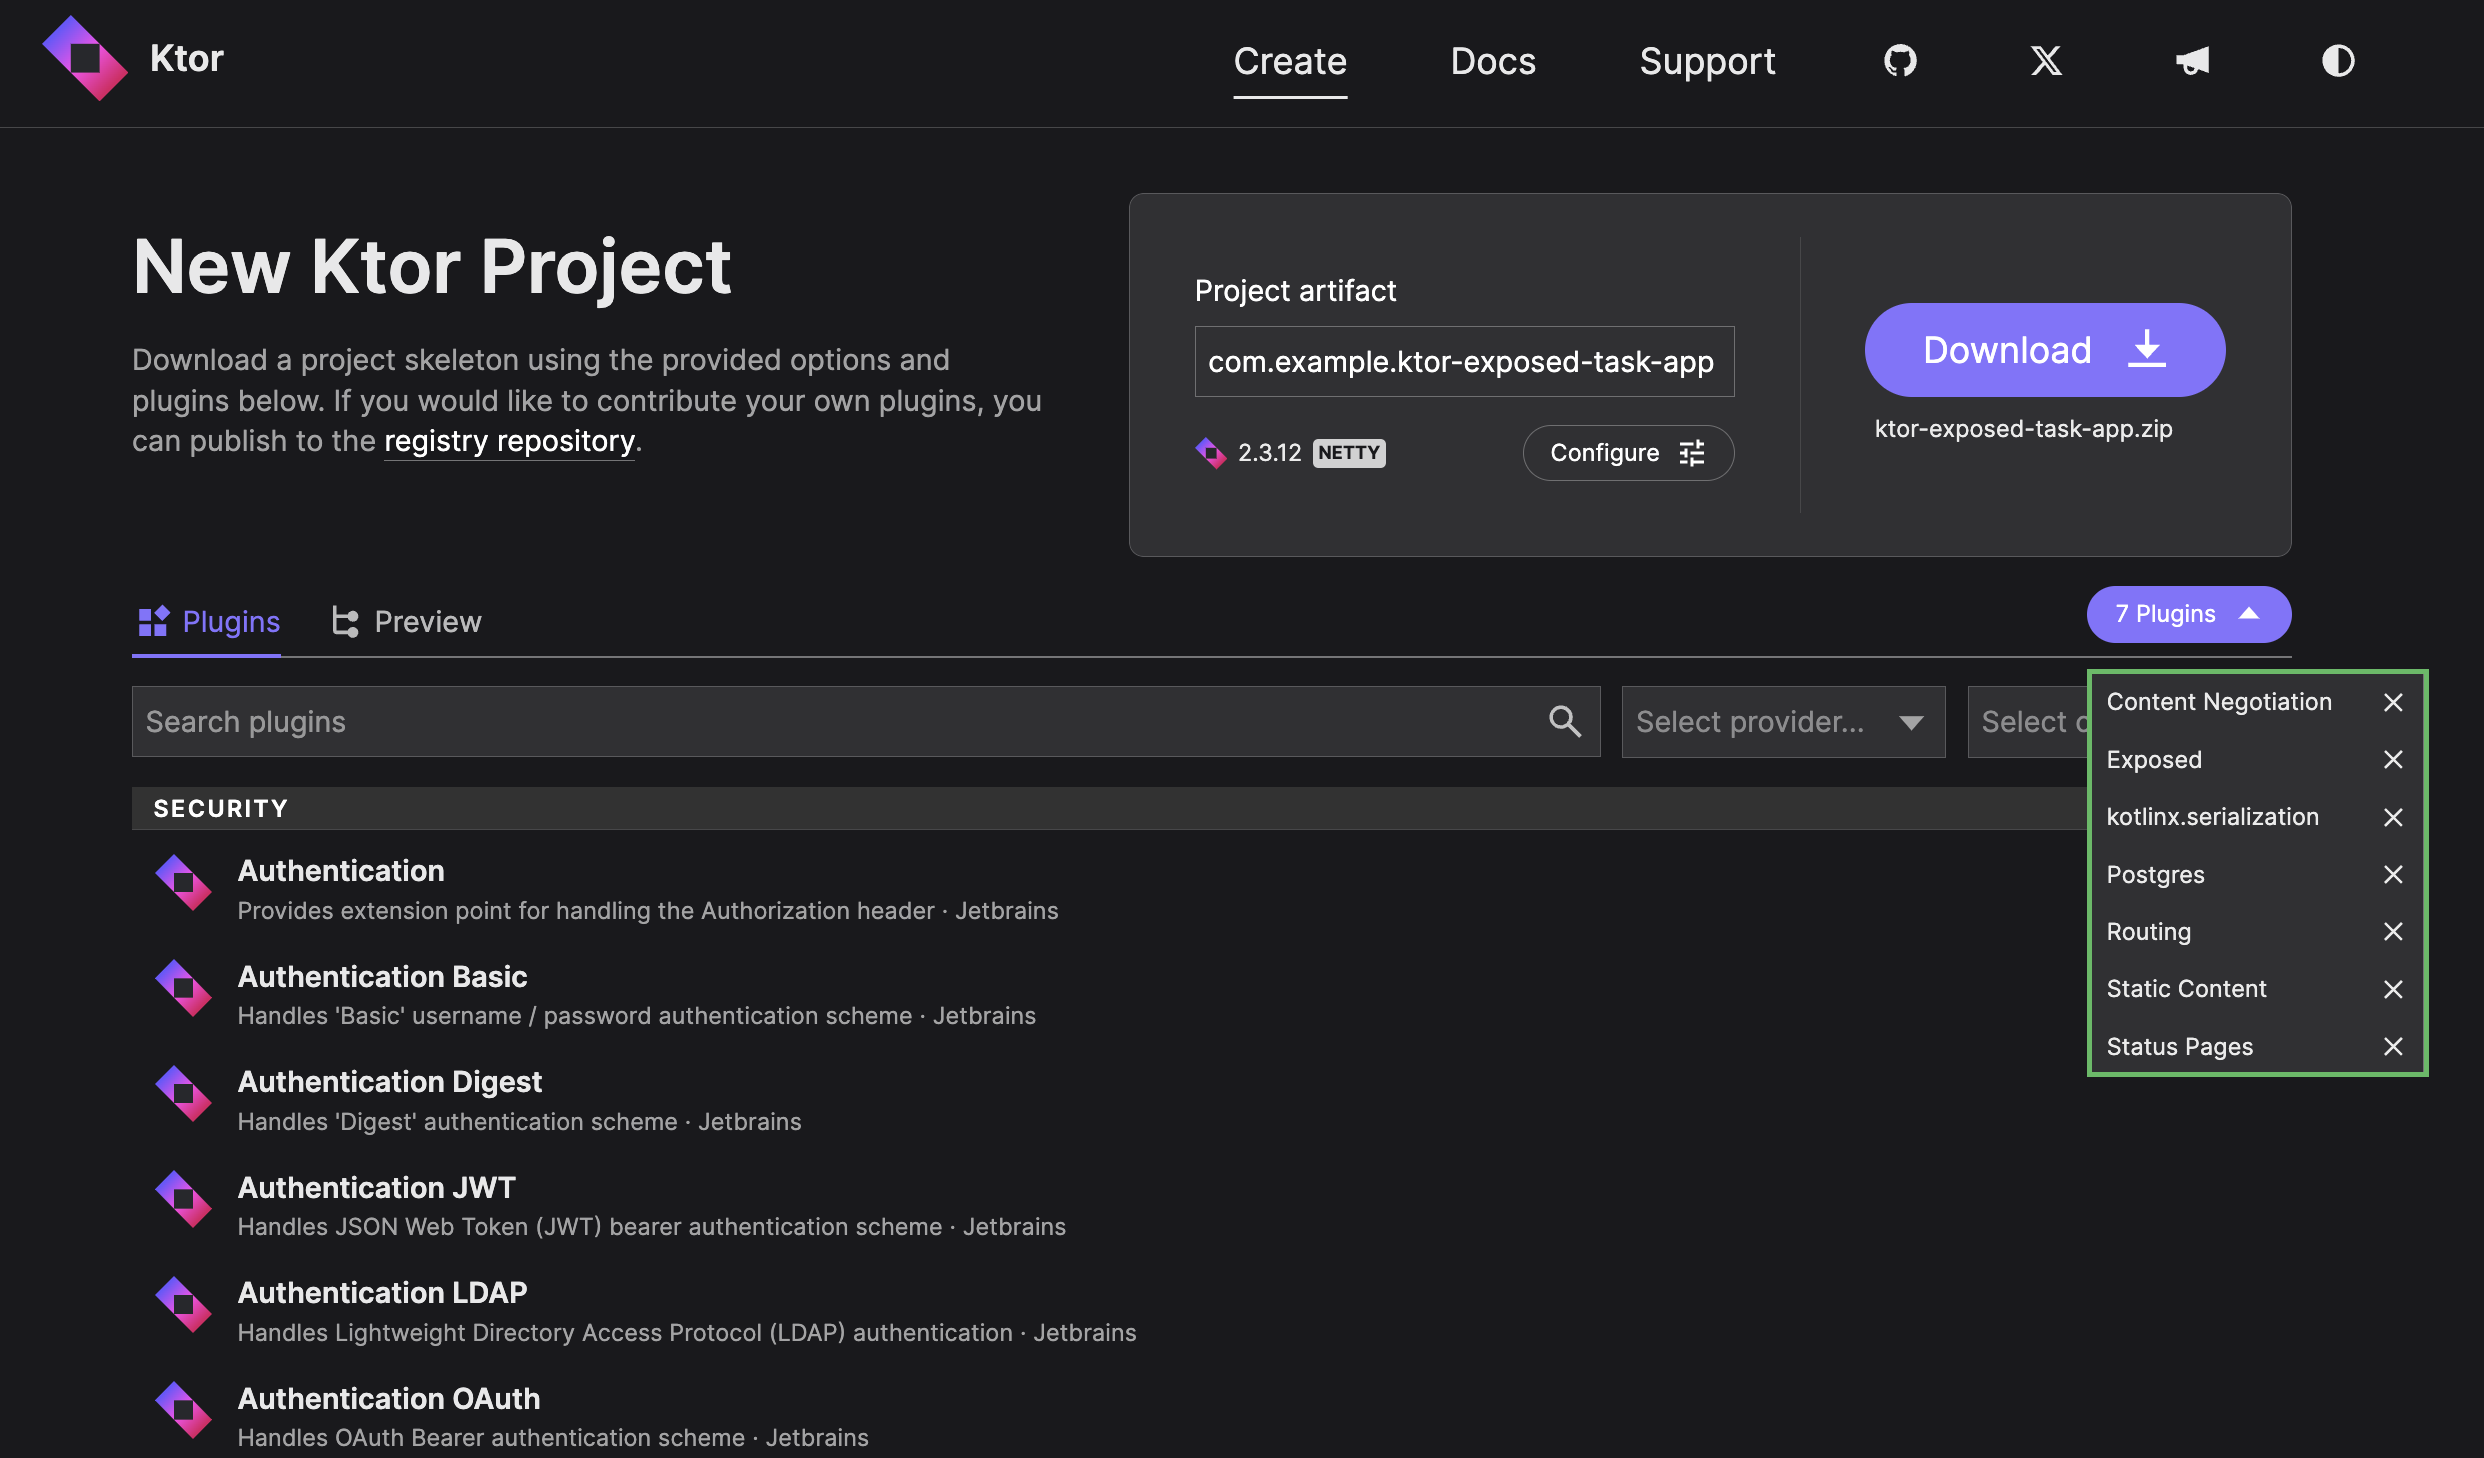 Ktor
Create
Docs
Support
New Ktor Project
Download a project skeleton using the provided options and
plugins below. If you would like to contribute your own plugins, you
can publish to the registry repository.
Project artifact
com.example.ktor-exposed-task-app
2.3.12 NETTY
Configure
Download
ktor-exposed-task-app.zip
Plugins
Preview
7 Plugins
Search plugins
Select provider...
Select
Content Negotiation
Exposed
kotlinx.serialization
Postgres
Routing
Static Content
Status Pages
SECURITY
Authentication
Provides extension point for handling the Authorization header · Jetbrains
Authentication Basic
Handles 'Basic' username / password authentication scheme · Jetbrains
Authentication Digest
Handles 'Digest' authentication scheme · Jetbrains
Authentication JWT
Handles JSON Web Token (JWT) bearer authentication scheme · Jetbrains
Authentication LDAP
Handles Lightweight Directory Access Protocol (LDAP) authentication · Jetbrains
Authentication OAuth
Handles OAuth Bearer authentication scheme · Jetbrains